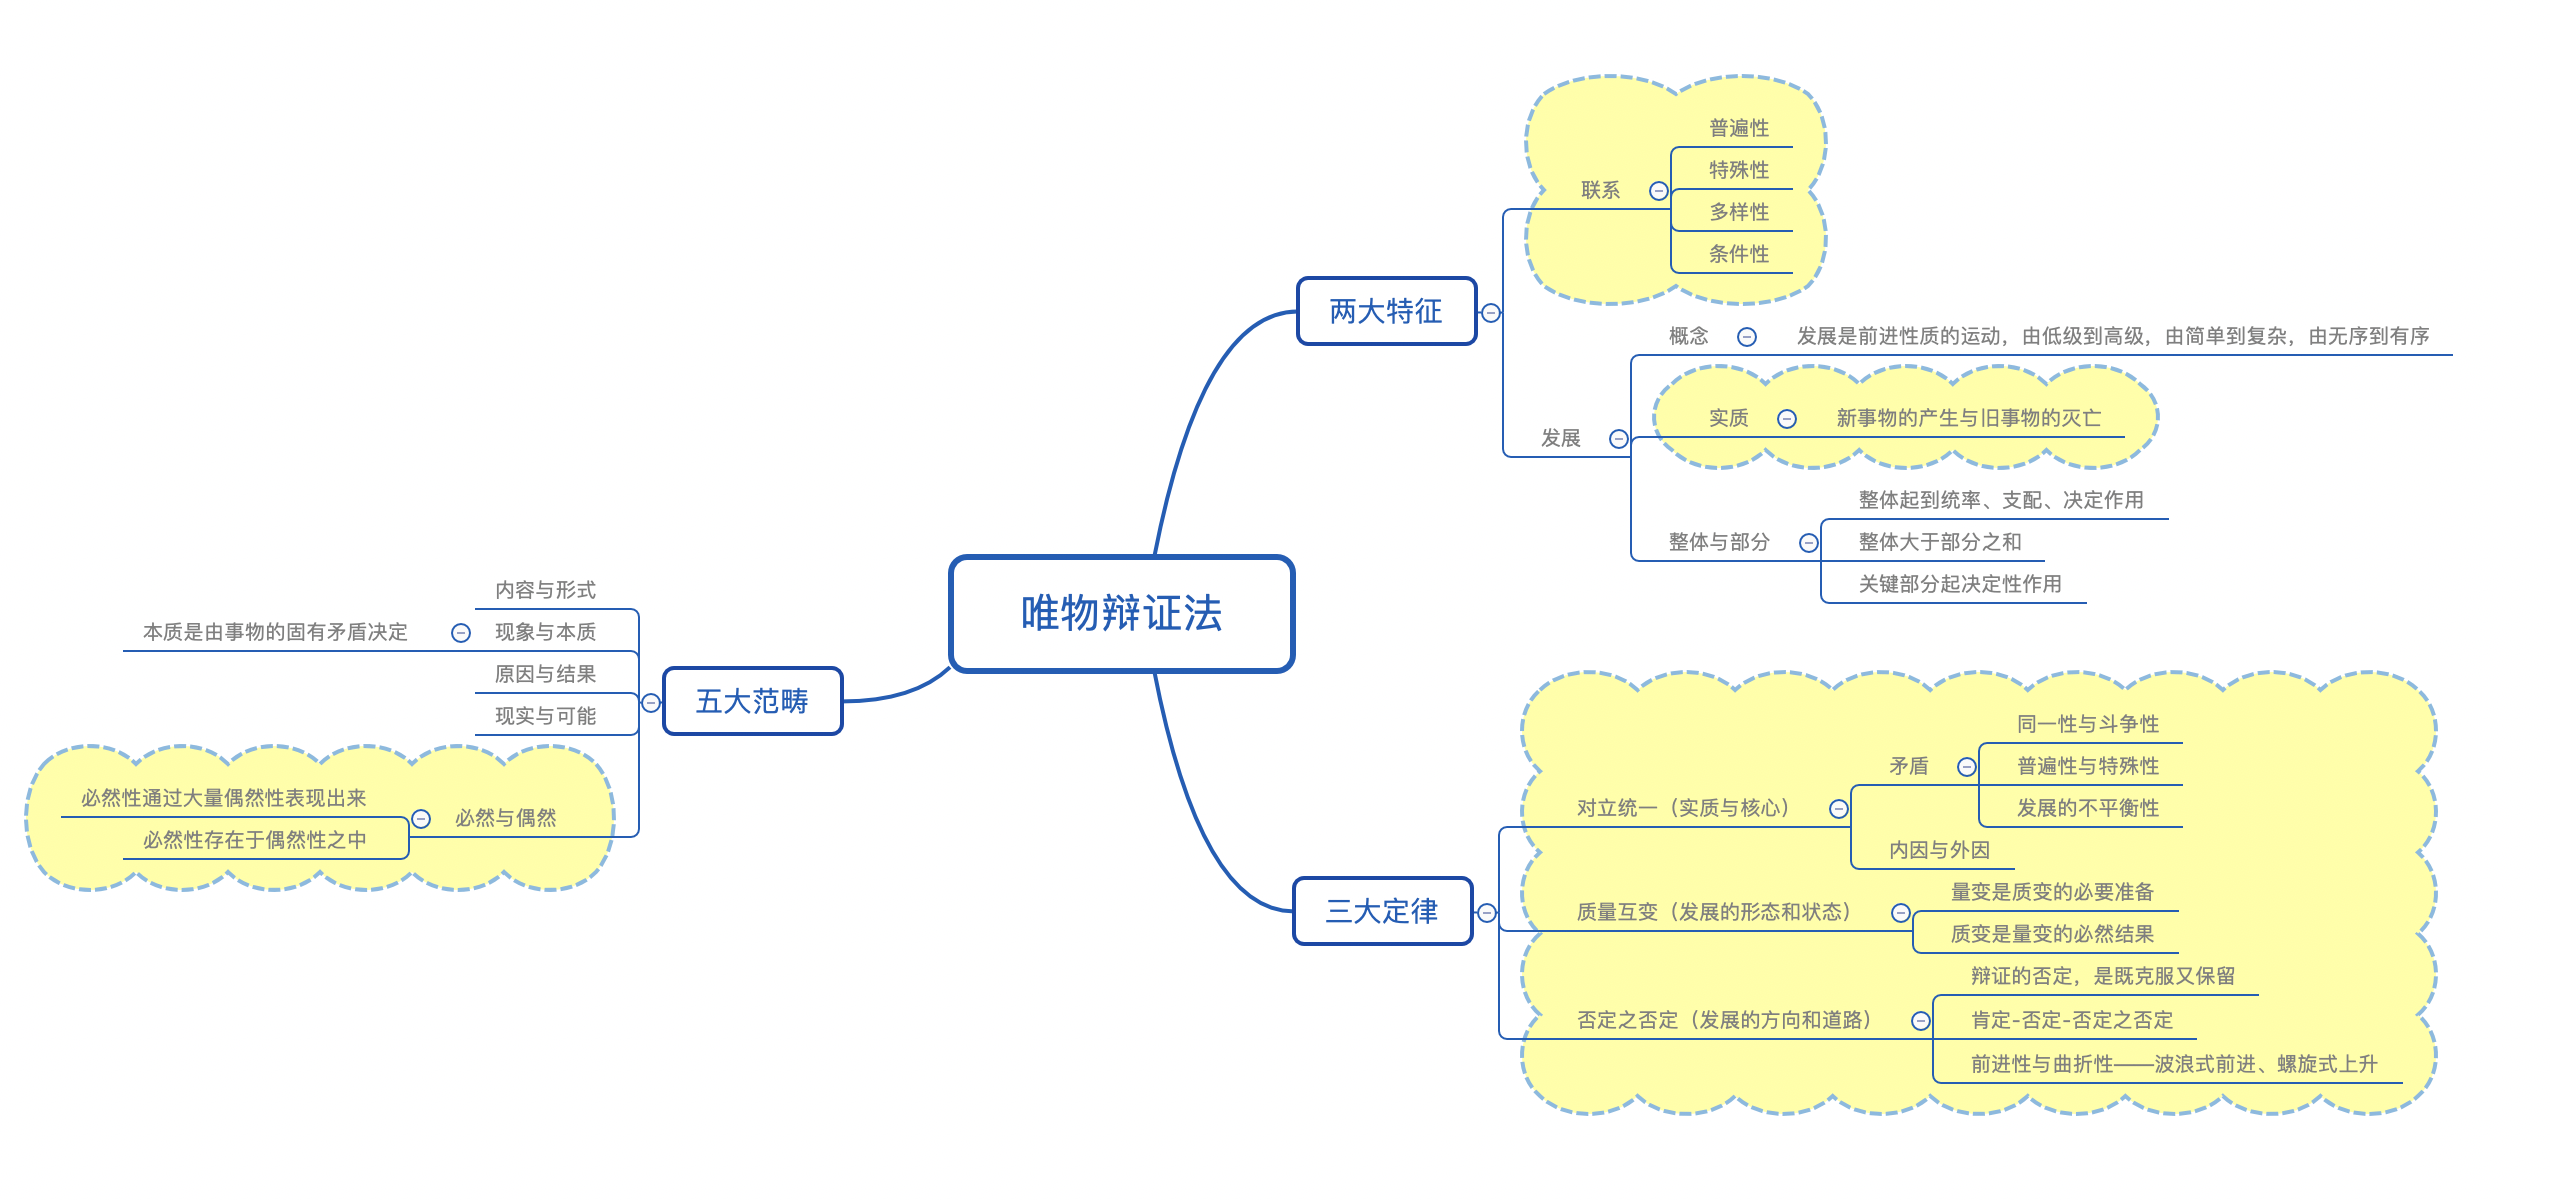 唯物辩证法
两大特征
联系
普遍性
特殊性
多样性
条件性
发展
概念
发展是前进性质的运动，由低级到高级，由简单到复杂，由无序到有序
实质
新事物的产生与旧事物的灭亡
整体与部分
整体起到统率、支配、决定作用
整体大于部分之和
关键部分起决定性作用
三大定律
对立统一（实质与核心）
矛盾
同一性与斗争性
普遍性与特殊性
发展的不平衡性
内因与外因
质量互变（发展的形态和状态）
量变是质变的必要准备
质变是量变的必然结果
否定之否定（发展的方向和道路）
辩证的否定，是既克服又保留
肯定-否定-否定之否定
前进性与曲折性——波浪式前进、螺旋式上升
五大范畴
内容与形式
现象与本质
本质是由事物的固有矛盾决定
原因与结果
现实与可能
必然与偶然
必然性通过大量偶然性表现出来
必然性存在于偶然性之中